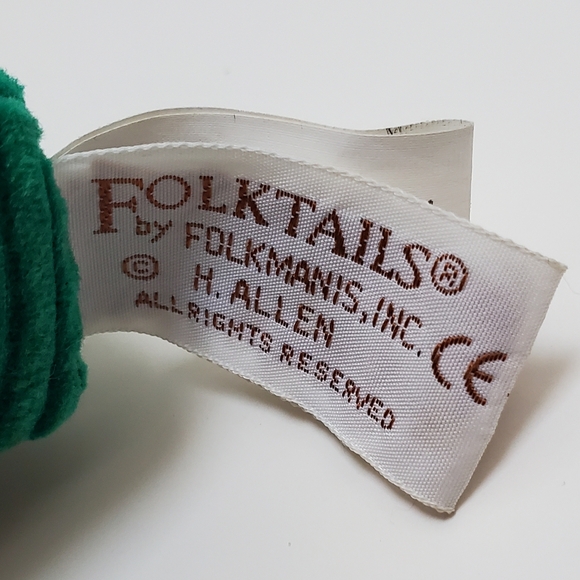 FOLKTAILS®
by FOLKMANIS, INC.
© H. ALLEN
ALL RIGHTS RESERVED
CE